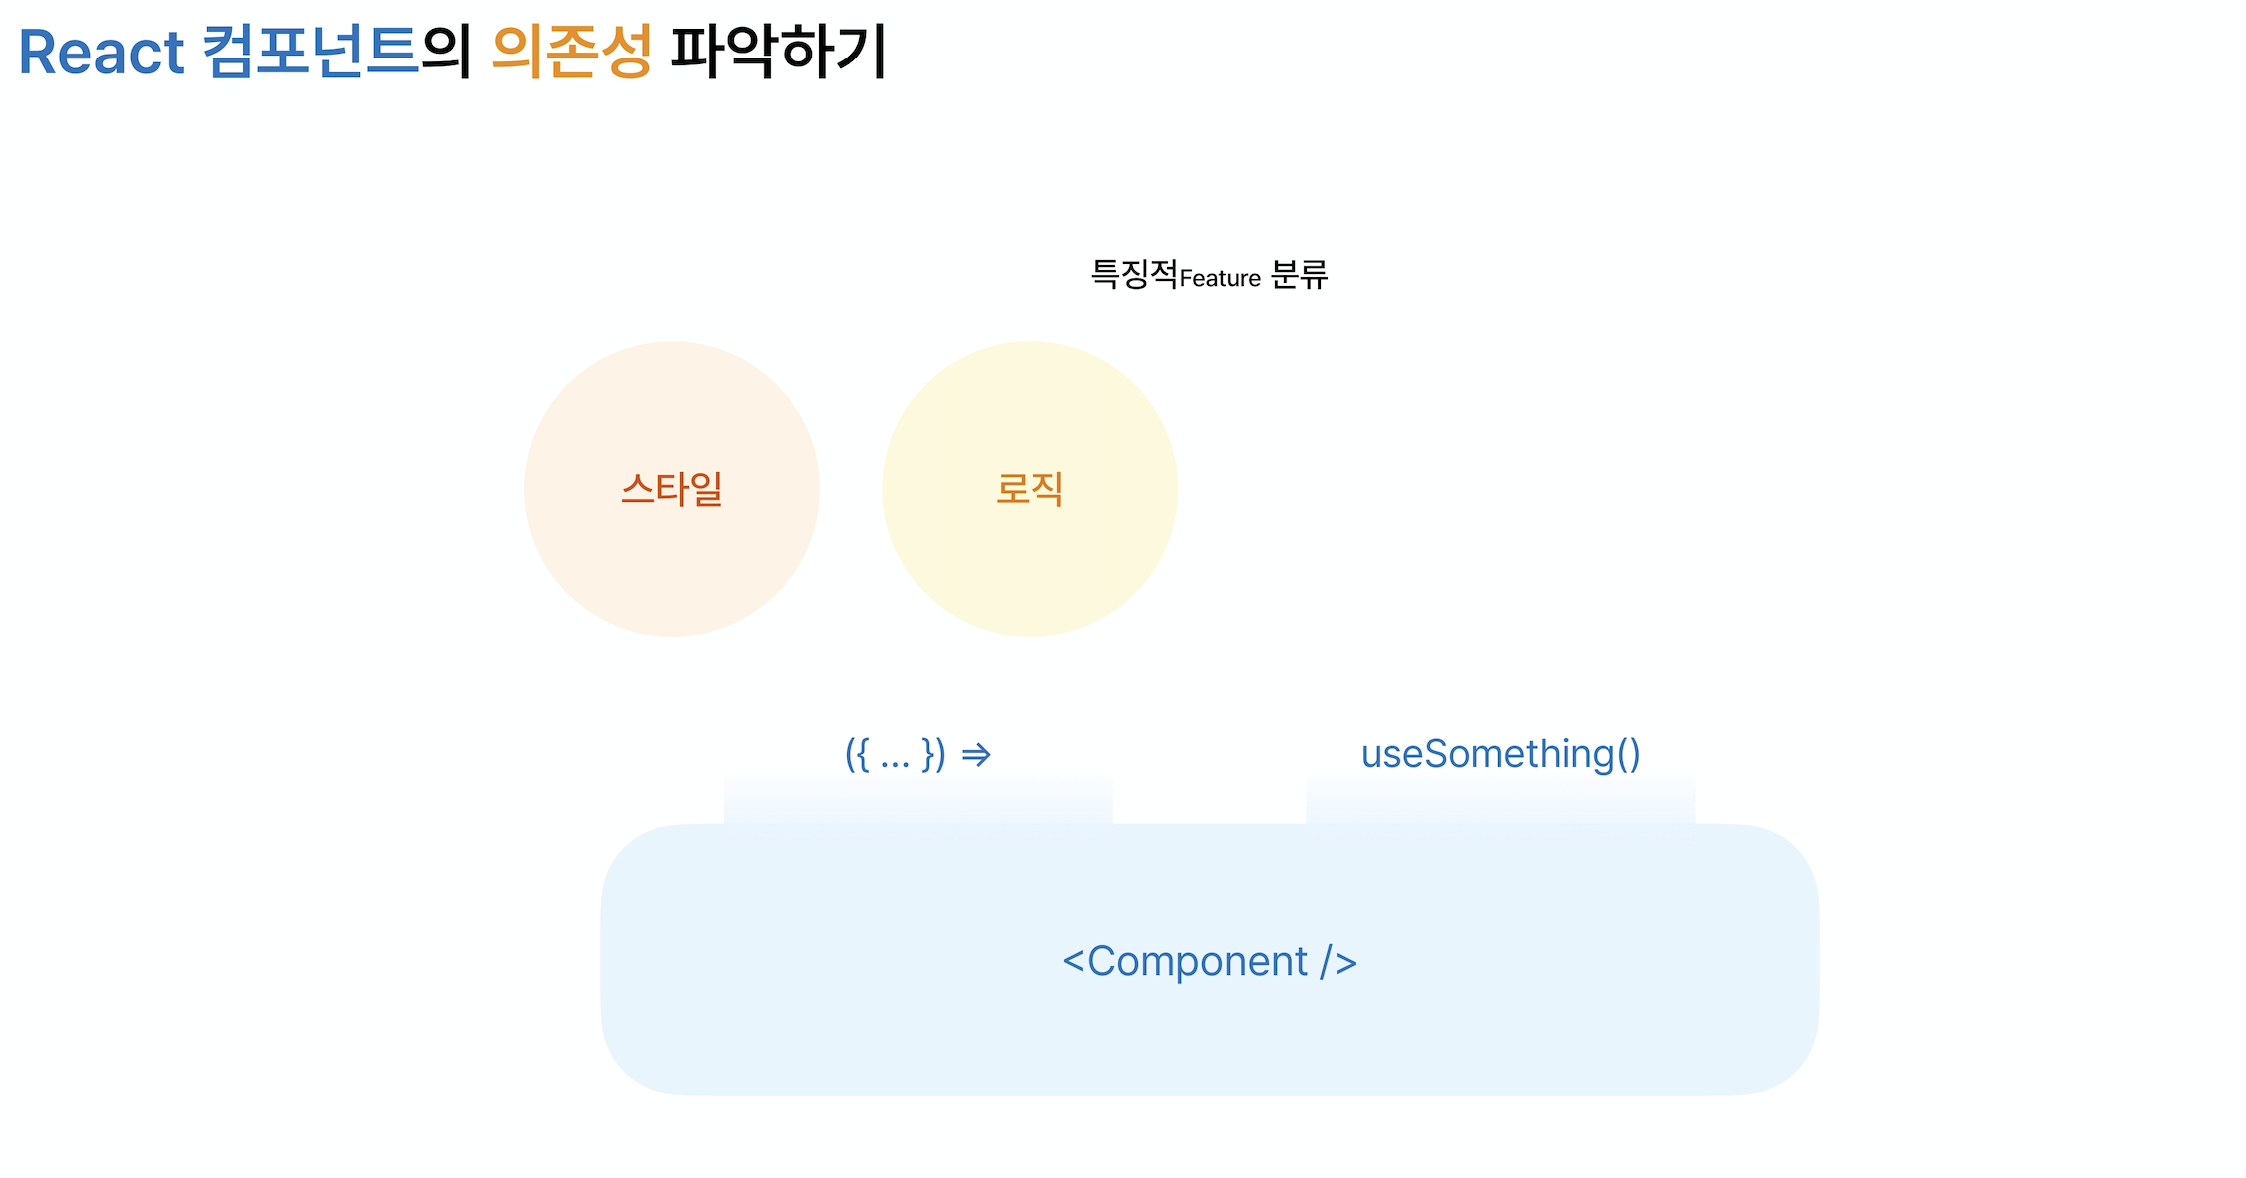 React 컴포넌트의 의존성 파악하기
특징적Feature 분류
스타일
로직
({ ... }) ⇒
useSomething()
<Component />